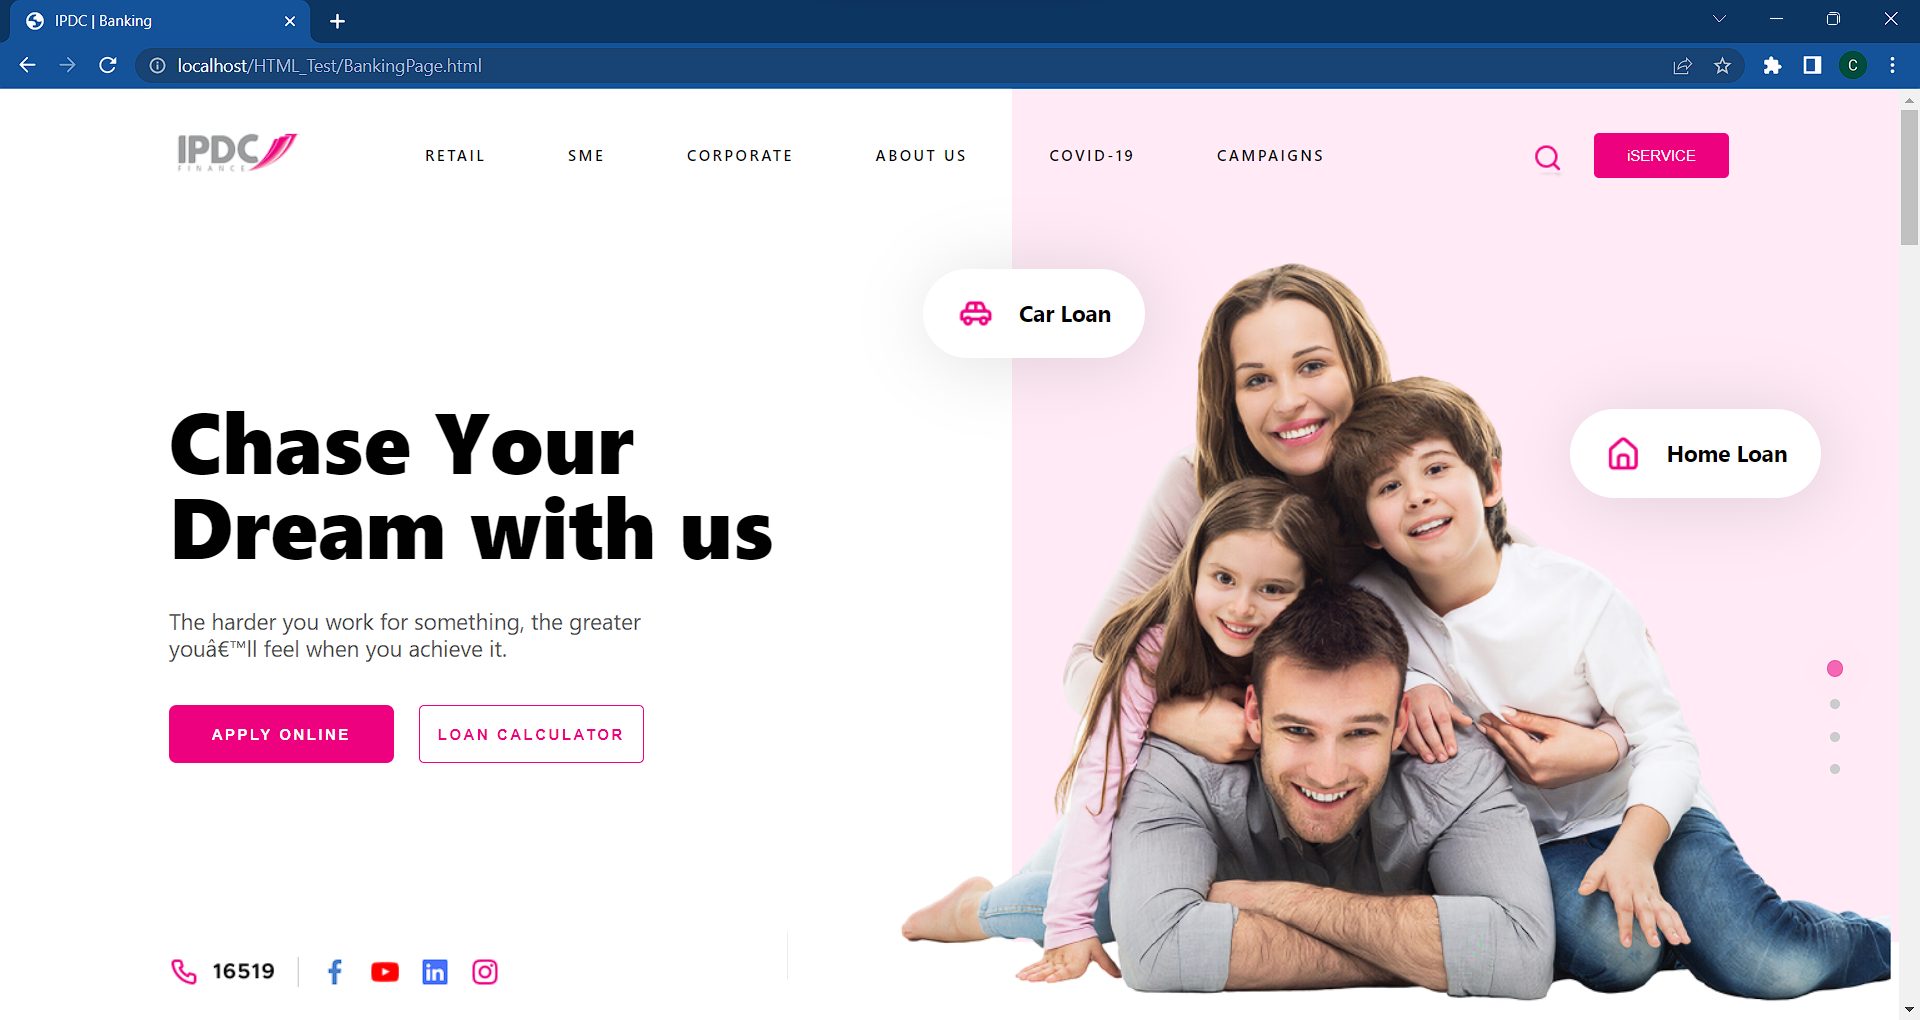 IPDC | Banking
localhost/HTML_Test/BankingPage.html
C
IPDC
FINANCE
RETAIL
SME
CORPORATE
ABOUT US
COVID-19
CAMPAIGNS
iSERVICE
Car Loan
Home Loan
Chase Your
Dream with us
The harder you work for something, the greater
youâ€™ll feel when you achieve it.
APPLY ONLINE
LOAN CALCULATOR
16519